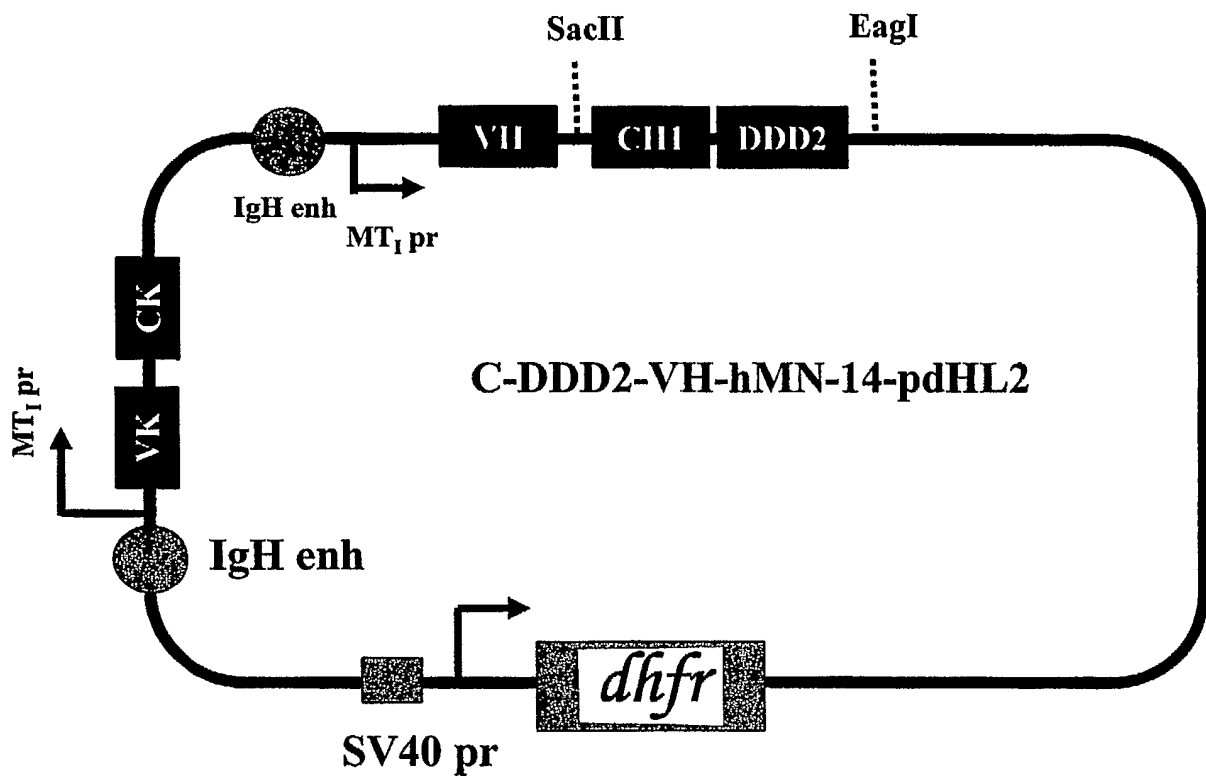 SacII
EagI
VH
CH1
DDD2
IgH enh
MTI pr
CK
VK
MTI pr
C-DDD2-VH-hMN-14-pdHL2
IgH enh
dhfr
SV40 pr